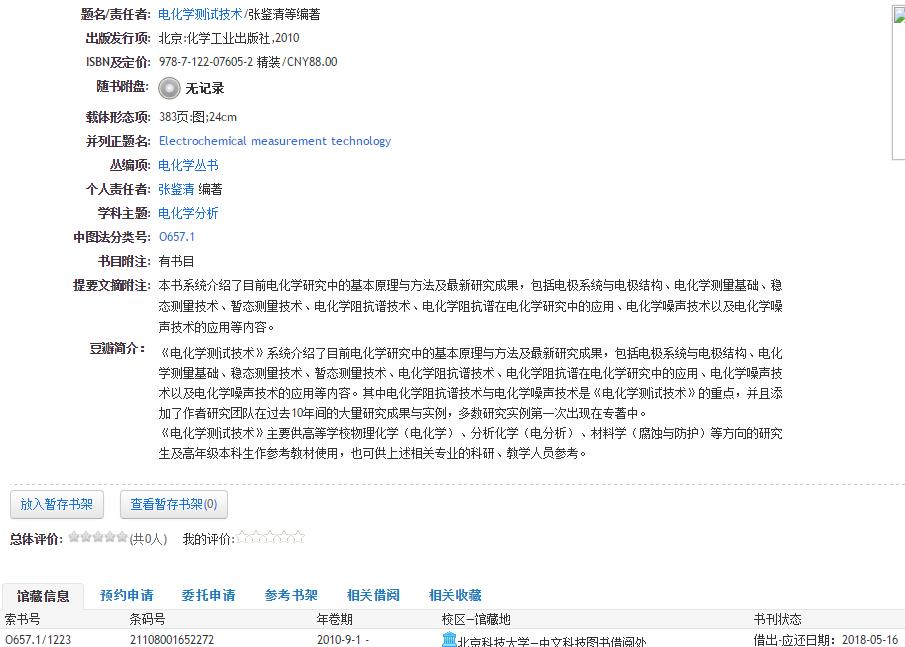 题名/责任者: 电化学测试技术/张鉴清等编著
出版发行项: 北京:化学工业出版社,2010
ISBN及定价: 978-7-122-07605-2 精装/CNY88.00
随书附盘: 无记录
载体形态项: 383页:图;24cm
并列正题名: Electrochemical measurement technology
丛编项: 电化学丛书
个人责任者: 张鉴清 编著
学科主题: 电化学分析
中图法分类号: O657.1
书目附注: 有书目
提要文摘附注: 本书系统介绍了目前电化学研究中的基本原理与方法及最新研究成果，包括电极系统与电极结构、电化学测量基础、稳
态测量技术、暂态测量技术、电化学阻抗谱技术、电化学阻抗谱在电化学研究中的应用、电化学噪声技术以及电化学噪
声技术的应用等内容。
豆瓣简介： 《电化学测试技术》系统介绍了目前电化学研究中的基本原理与方法及最新研究成果，包括电极系统与电极结构、电化
学测量基础、稳态测量技术、暂态测量技术、电化学阻抗谱技术、电化学阻抗谱在电化学研究中的应用、电化学噪声技
术以及电化学噪声技术的应用等内容。其中电化学阻抗谱技术与电化学噪声技术是《电化学测试技术》的重点，并且添
加了作者研究团队在过去10年间的大量研究成果与实例，多数研究实例第一次出现在专著中。
《电化学测试技术》主要供高等学校物理化学（电化学）、分析化学（电分析）、材料学（腐蚀与防护）等方向的研究
生及高年级本科生作参考教材使用，也可供上述相关专业的科研、教学人员参考。
放入暂存书架 查看暂存书架(0)
总体评价: (共0人) 我的评价:
馆藏信息 预约申请 委托申请 参考书架 相关借阅 相关收藏
索书号 条码号 年卷期 校区—馆藏地 书刊状态
O657.1/1223 21108001652272 2010-9-1 - 北京科技大学—中文科技图书借阅处 借出-应还日期：2018-05-16